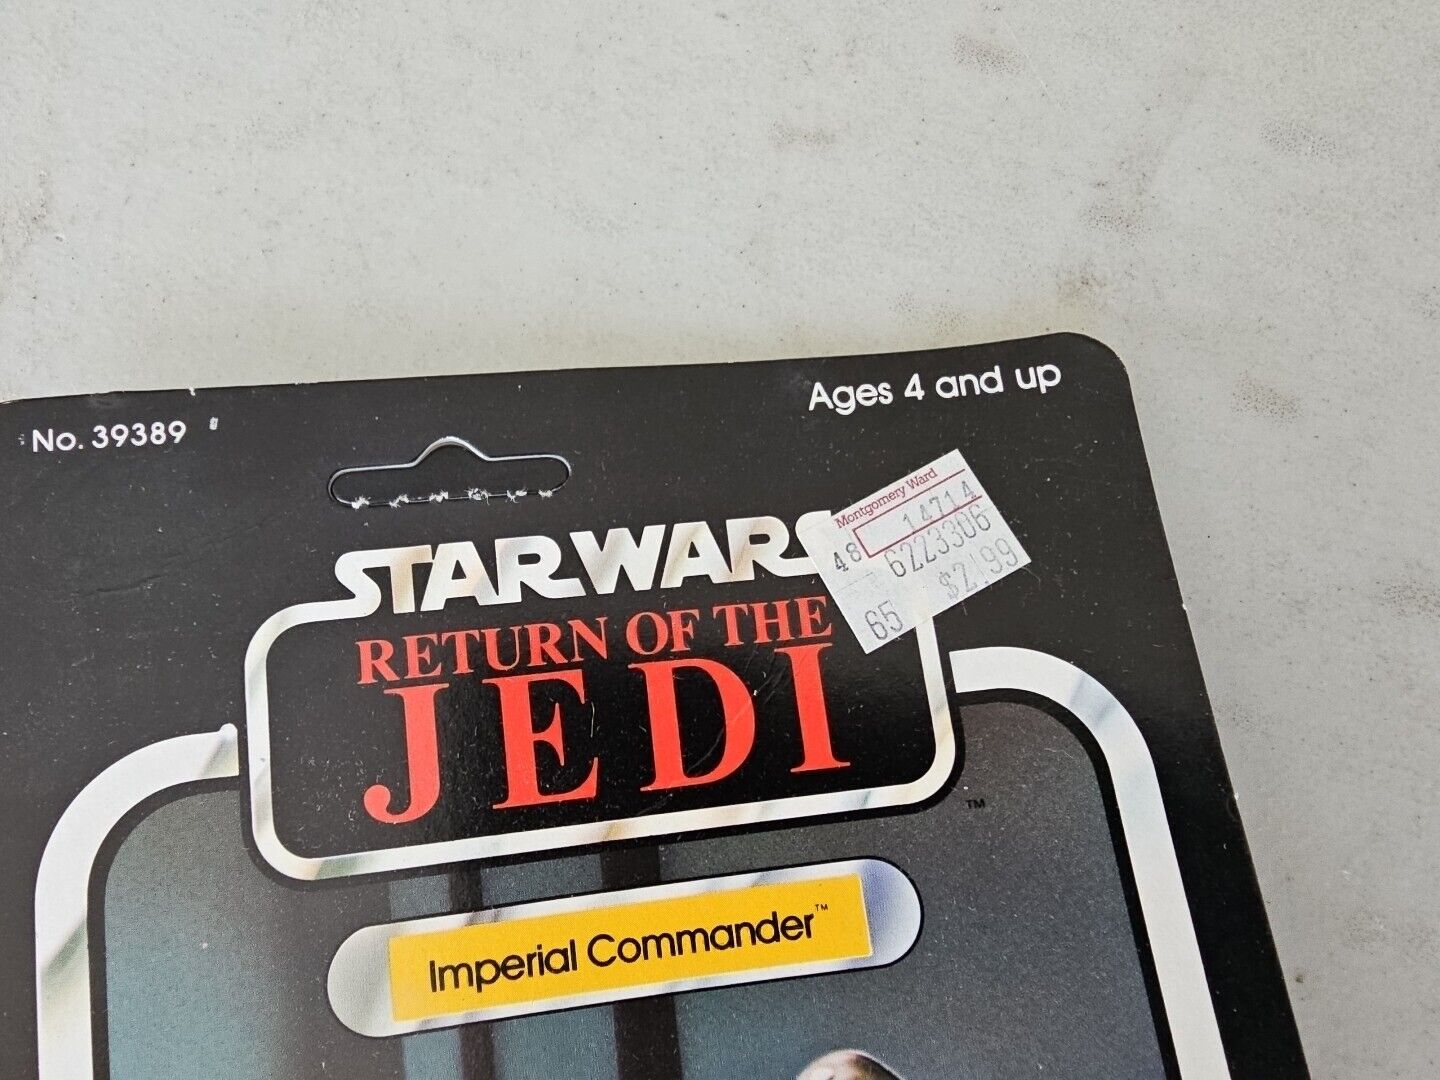 No. 39389
Ages 4 and up
Montgomery Ward
14714
48 6223306
65 $2.99
STAR WARS
RETURN OF THE
JEDI
TM
Imperial Commander™